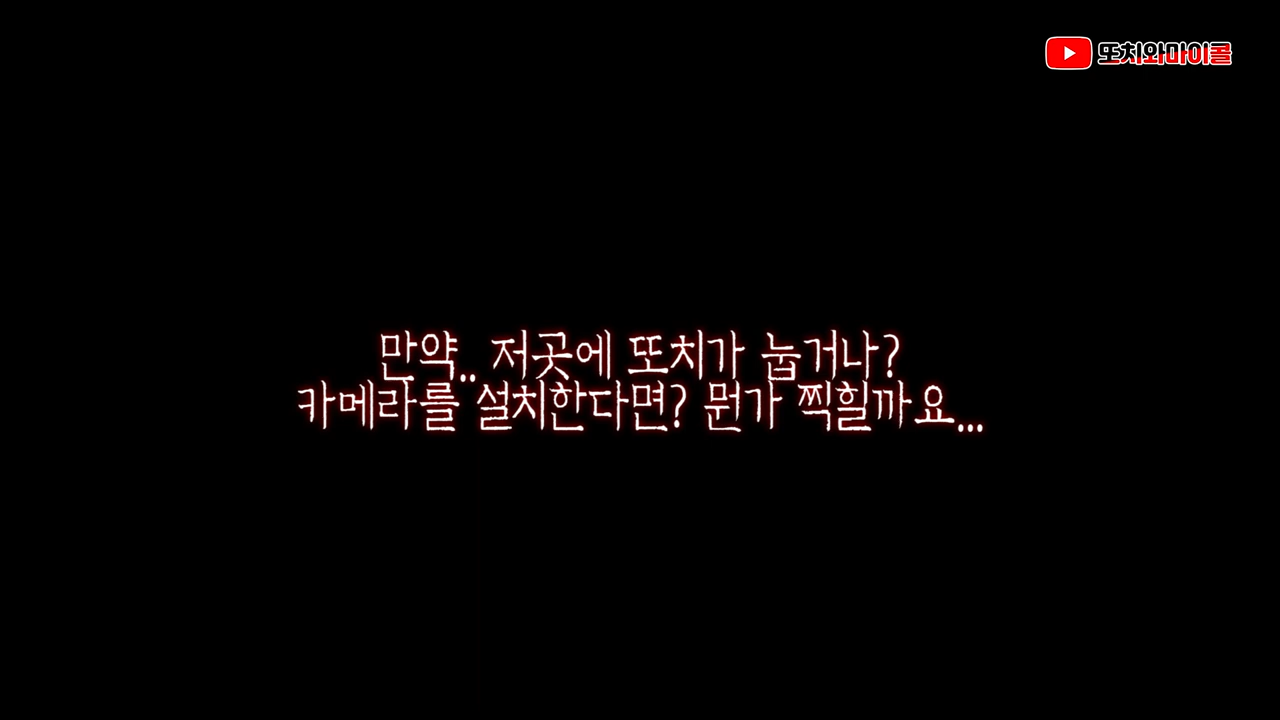 또치와마이콜
만약.. 저곳에 또치가 눕거나?
카메라를 설치한다면? 뭔가 찍힐까요...